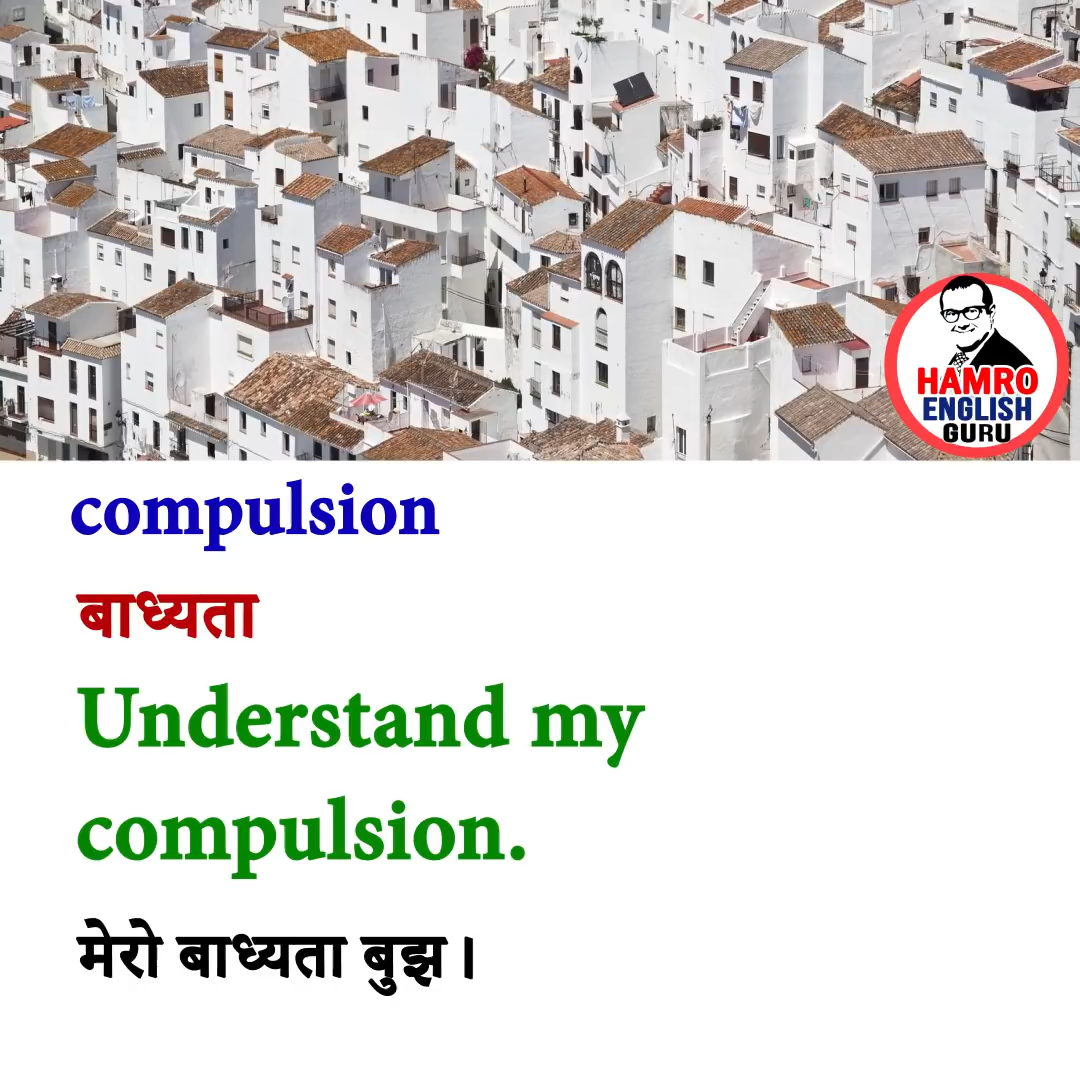 HAMRO
ENGLISH
GURU
compulsion
बाध्यता
Understand my
compulsion.
मेरो बाध्यता बुझ।